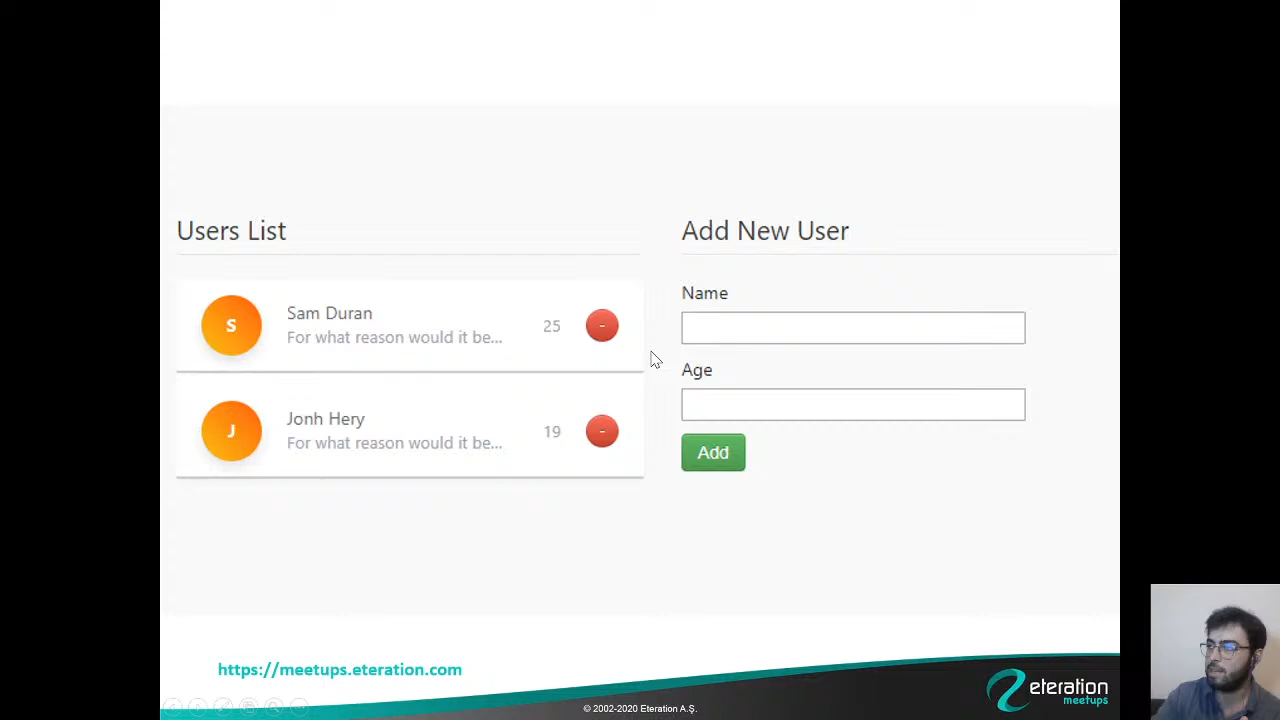 Users List
S
Sam Duran
For what reason would it be...
25
-
J
Jonh Hery
For what reason would it be...
19
-
Add New User
Name
Age
Add
https://meetups.eteration.com
© 2002-2020 Eteration A.Ş.
eteration
meetups